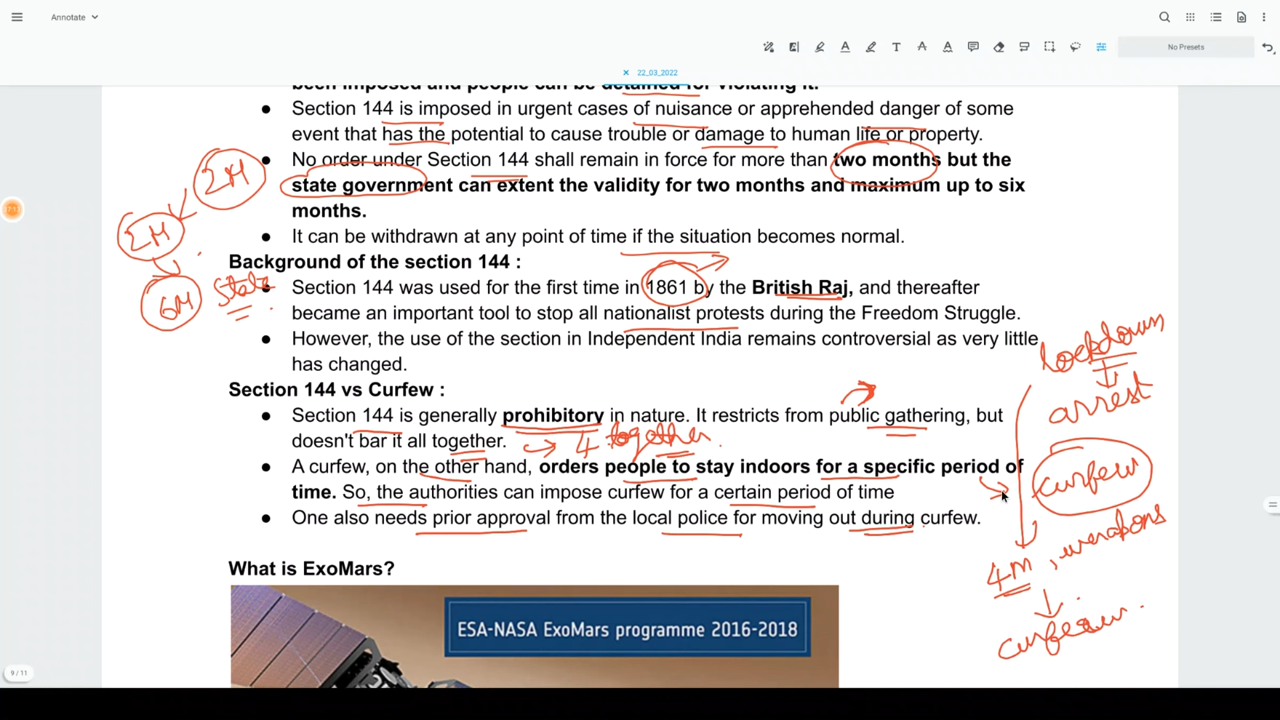 Annotate
No Presets
22_03_2022
been imposed and people can be detained for violating it.
● Section 144 is imposed in urgent cases of nuisance or apprehended danger of some
event that has the potential to cause trouble or damage to human life or property.
● No order under Section 144 shall remain in force for more than two months but the
state government can extent the validity for two months and maximum up to six
months.
● It can be withdrawn at any point of time if the situation becomes normal.
2M
2M
6M
State
Background of the section 144 :
● Section 144 was used for the first time in 1861 by the British Raj, and thereafter
became an important tool to stop all nationalist protests during the Freedom Struggle.
● However, the use of the section in Independent India remains controversial as very little
has changed.
Section 144 vs Curfew :
● Section 144 is generally prohibitory in nature. It restricts from public gathering, but
doesn't bar it all together.
4 together
● A curfew, on the other hand, orders people to stay indoors for a specific period of
time. So, the authorities can impose curfew for a certain period of time
● One also needs prior approval from the local police for moving out during curfew.
lockdown
arrest
curfew
4M, weapons
curfew
What is ExoMars?
ESA-NASA ExoMars programme 2016-2018
9 / 11